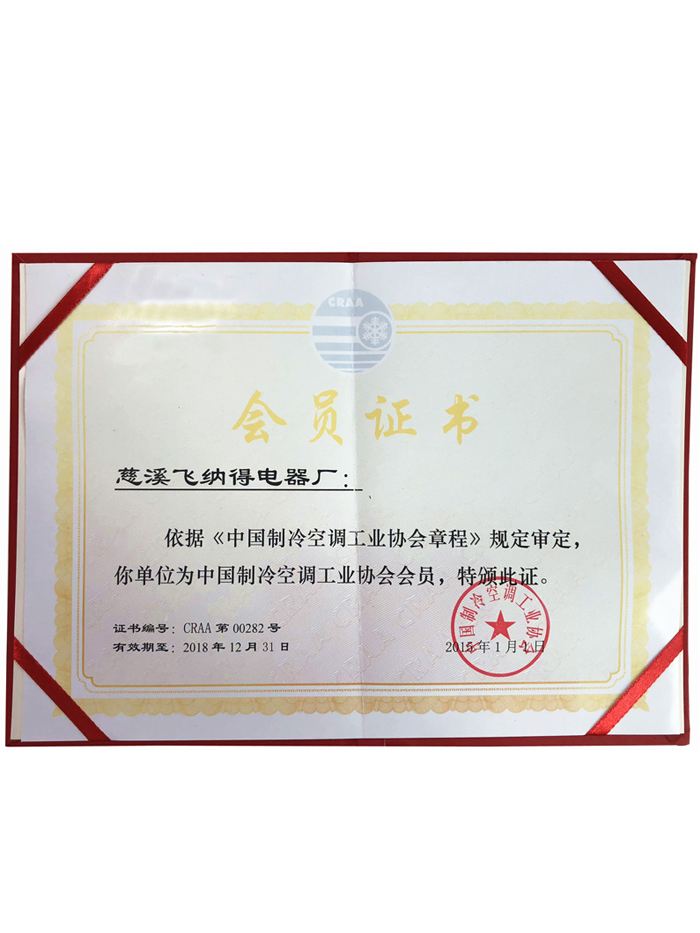 CRAA
会员证书
慈溪飞纳得电器厂：
依据《中国制冷空调工业协会章程》规定审定，
你单位为中国制冷空调工业协会会员，特颁此证。
证书编号：CRAA 第 00282 号
有效期至：2018 年 12 月 31 日
2015 年 1 月 1 日
中国制冷空调工业协会